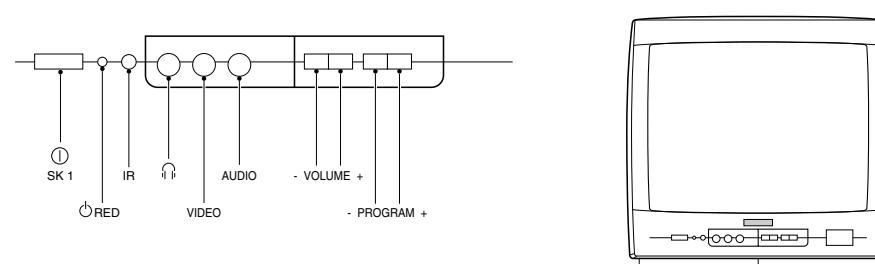 SK 1 IR AUDIO - VOLUME +
RED VIDEO - PROGRAM +